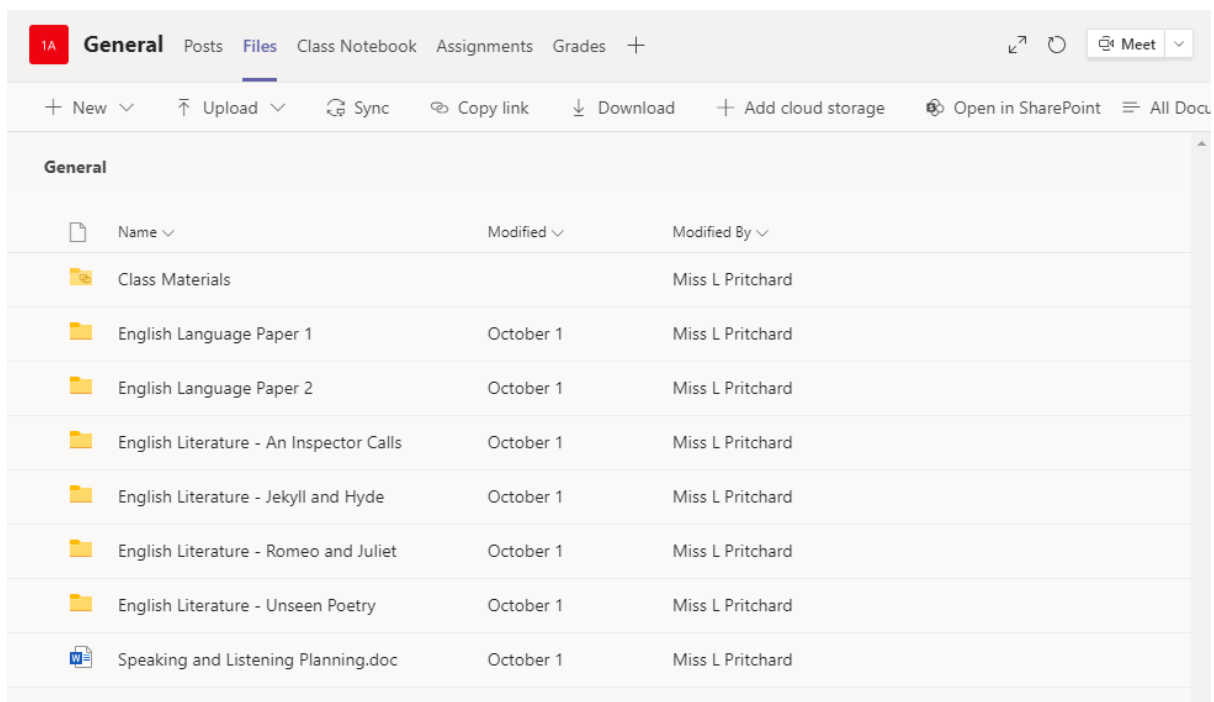 1A General Posts Files Class Notebook Assignments Grades Meet
New Upload Sync Copy link Download Add cloud storage Open in SharePoint All Docu
General
Name Modified Modified By
Class Materials Miss L Pritchard
English Language Paper 1 October 1 Miss L Pritchard
English Language Paper 2 October 1 Miss L Pritchard
English Literature - An Inspector Calls October 1 Miss L Pritchard
English Literature - Jekyll and Hyde October 1 Miss L Pritchard
English Literature - Romeo and Juliet October 1 Miss L Pritchard
English Literature - Unseen Poetry October 1 Miss L Pritchard
Speaking and Listening Planning.doc October 1 Miss L Pritchard